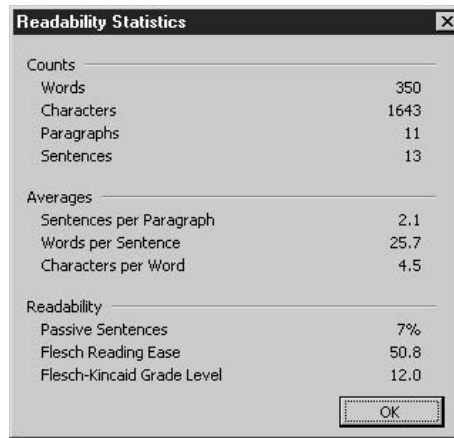 Readability Statistics
Counts
Words 350
Characters 1643
Paragraphs 11
Sentences 13
Averages
Sentences per Paragraph 2.1
Words per Sentence 25.7
Characters per Word 4.5
Readability
Passive Sentences 7%
Flesch Reading Ease 50.8
Flesch-Kincaid Grade Level 12.0
OK